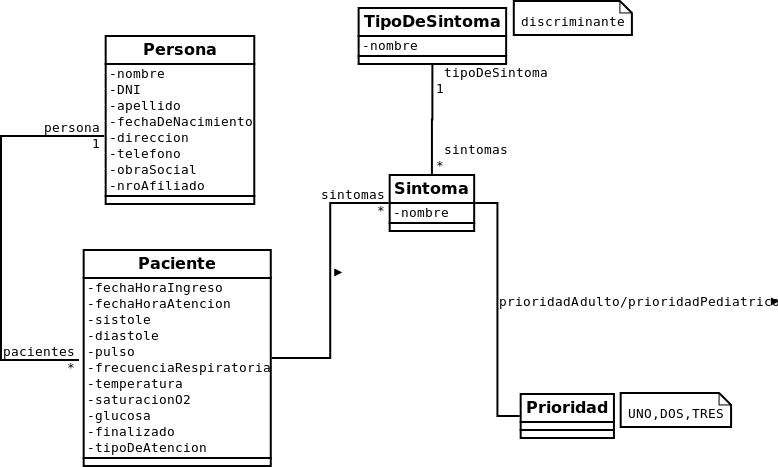 TipoDeSintoma
-nombre
discriminante
Persona
-nombre
-DNI
-apellido
-fechaDeNacimiento
-direccion
-telefono
-obraSocial
-nroAfiliado
tipoDeSintoma
1
persona
1
sintomas
*
Sintoma
-nombre
sintomas
*
Paciente
-fechaHoraIngreso
-fechaHoraAtencion
-sistole
-diastole
-pulso
-frecuenciaRespiratoria
-temperatura
-saturacionO2
-glucosa
-finalizado
-tipoDeAtencion
pacientes
*
prioridadAdulto/prioridadPediatrico
Prioridad
UNO,DOS,TRES